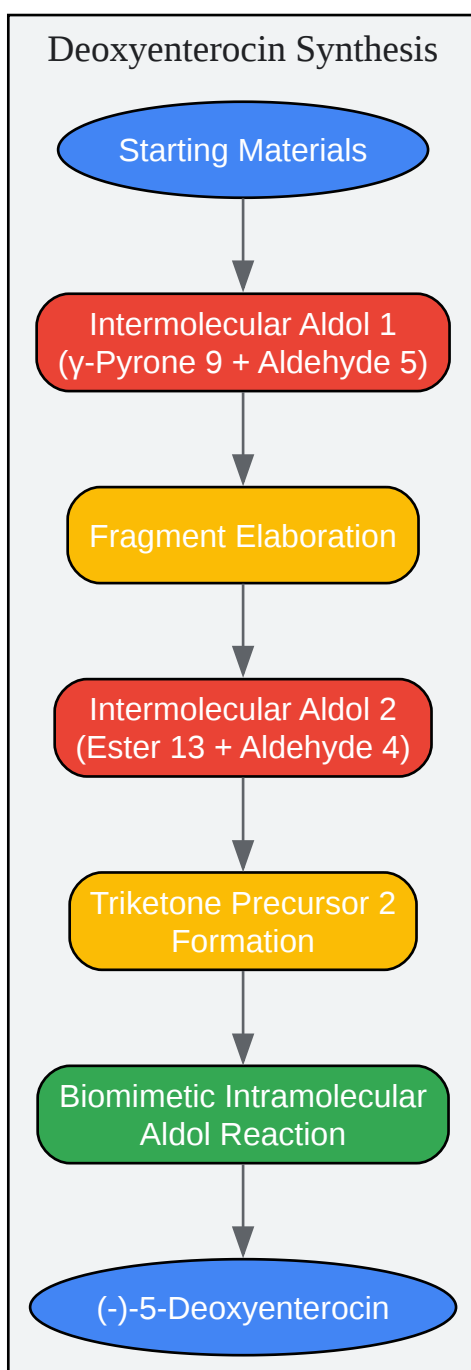 Deoxyenterocin Synthesis
Starting Materials
Intermolecular Aldol 1
(γ-Pyrone 9 + Aldehyde 5)
Fragment Elaboration
Intermolecular Aldol 2
(Ester 13 + Aldehyde 4)
Triketone Precursor 2
Formation
Biomimetic Intramolecular
Aldol Reaction
(-)-5-Deoxyenterocin